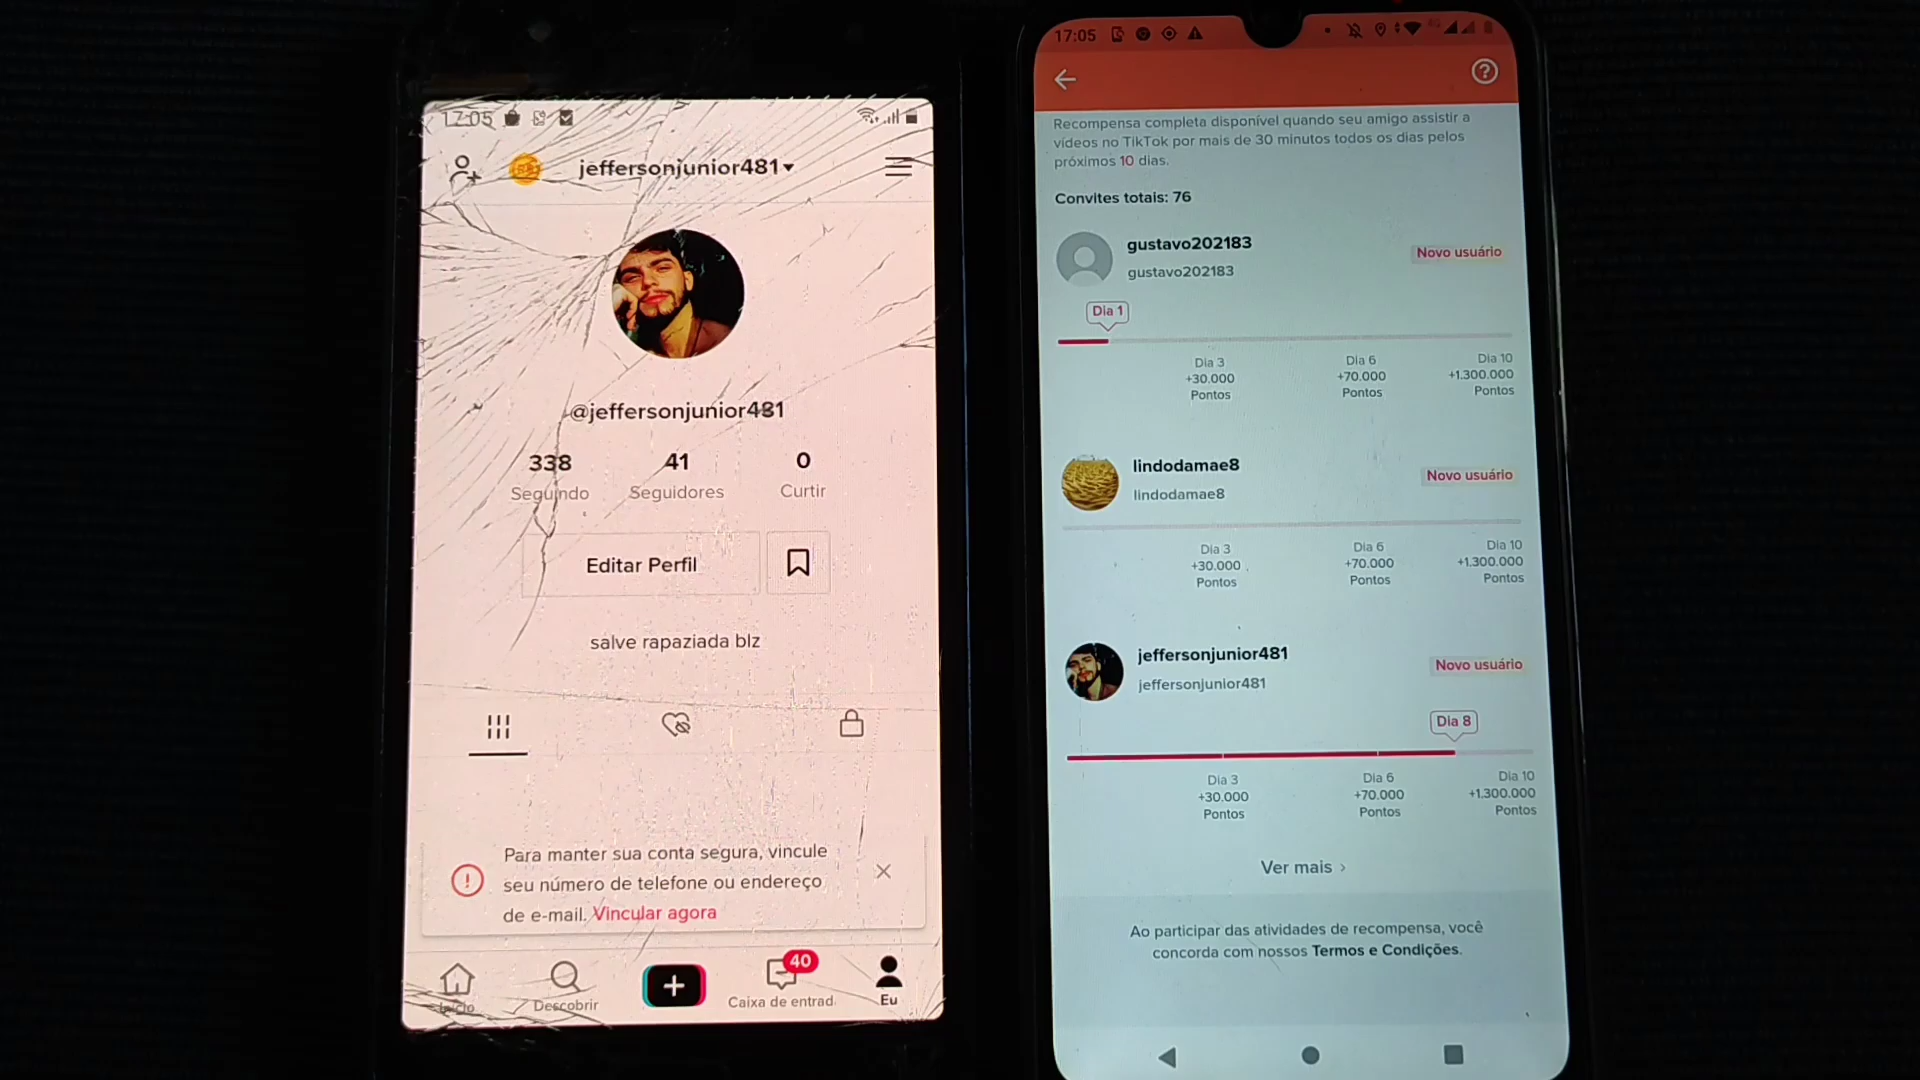 17:05
jeffersonjunior481
@jeffersonjunior481
338 41 0
Seguindo Seguidores Curtir
Editar Perfil
salve rapaziada blz
Para manter sua conta segura, vincule
seu número de telefone ou endereço
de e-mail. Vincular agora
40
Início Descobrir Caixa de entrad Eu
17:05
Recompensa completa disponível quando seu amigo assistir a
vídeos no TikTok por mais de 30 minutos todos os dias pelos
próximos 10 dias.
Convites totais: 76
gustavo202183
Novo usuário
gustavo202183
Dia 1
Dia 3 Dia 6 Dia 10
+30.000 +70.000 +1.300.000
Pontos Pontos Pontos
lindodamae8
Novo usuário
lindodamae8
Dia 3 Dia 6 Dia 10
+30.000 +70.000 +1.300.000
Pontos Pontos Pontos
jeffersonjunior481
Novo usuário
jeffersonjunior481
Dia 8
Dia 3 Dia 6 Dia 10
+30.000 +70.000 +1.300.000
Pontos Pontos Pontos
Ver mais
Ao participar das atividades de recompensa, você
concorda com nossos Termos e Condições.